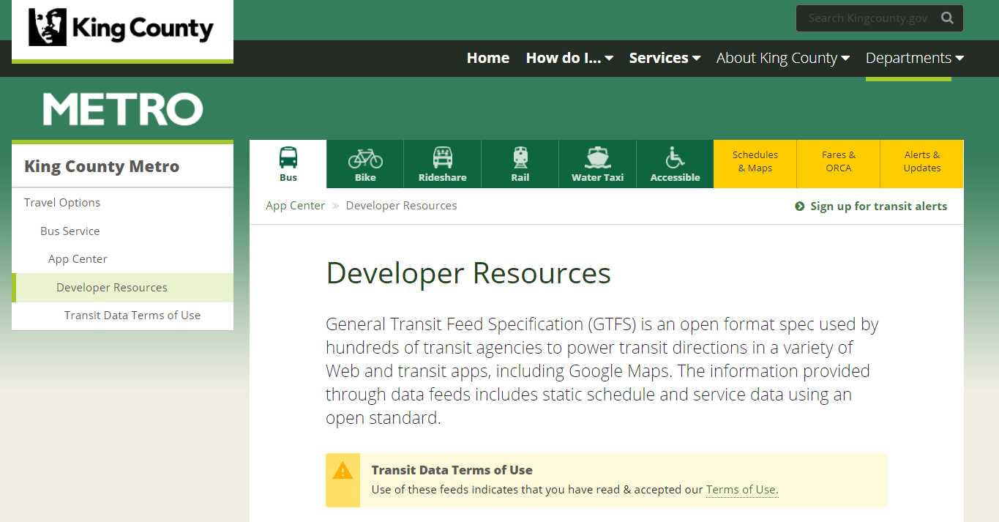 King County
Search Kingcounty.gov
Home
How do I...
Services
About King County
Departments
METRO
King County Metro
Travel Options
Bus Service
App Center
Developer Resources
Transit Data Terms of Use
Bus
Bike
Rideshare
Rail
Water Taxi
Accessible
Schedules
& Maps
Fares &
ORCA
Alerts &
Updates
App Center » Developer Resources
Sign up for transit alerts
Developer Resources
General Transit Feed Specification (GTFS) is an open format spec used by
hundreds of transit agencies to power transit directions in a variety of
Web and transit apps, including Google Maps. The information provided
through data feeds includes static schedule and service data using an
open standard.
Transit Data Terms of Use
Use of these feeds indicates that you have read & accepted our Terms of Use.